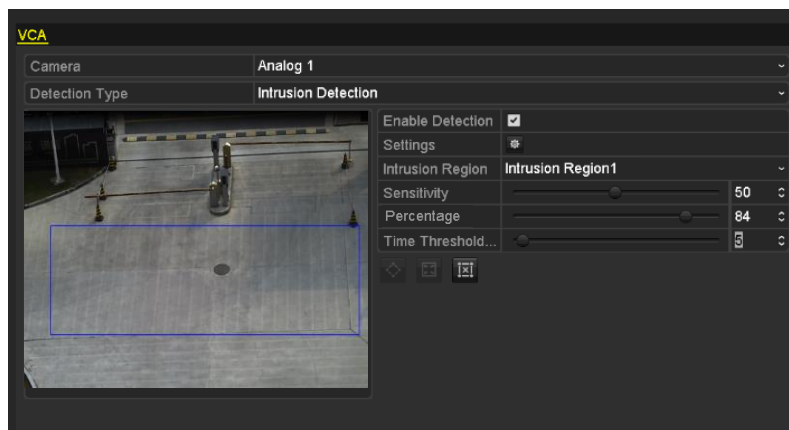 VCA
Camera Analog 1
Detection Type Intrusion Detection
Enable Detection
Settings
Intrusion Region Intrusion Region1
Sensitivity 50
Percentage 84
Time Threshold... 5